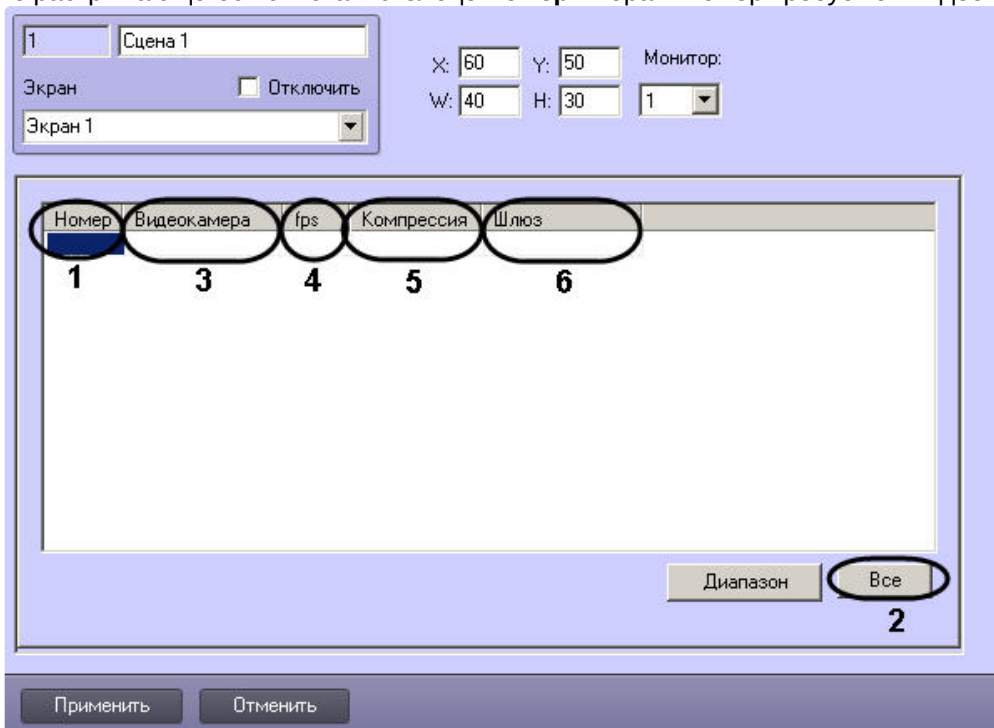 1 Сцена 1
X: 60 Y: 50 Монитор:
Экран Отключить
W: 40 H: 30 1
Экран 1
Номер Видеокамера fps Компрессия Шлюз
1 3 4 5 6
Диапазон Все
2
Применить Отменить